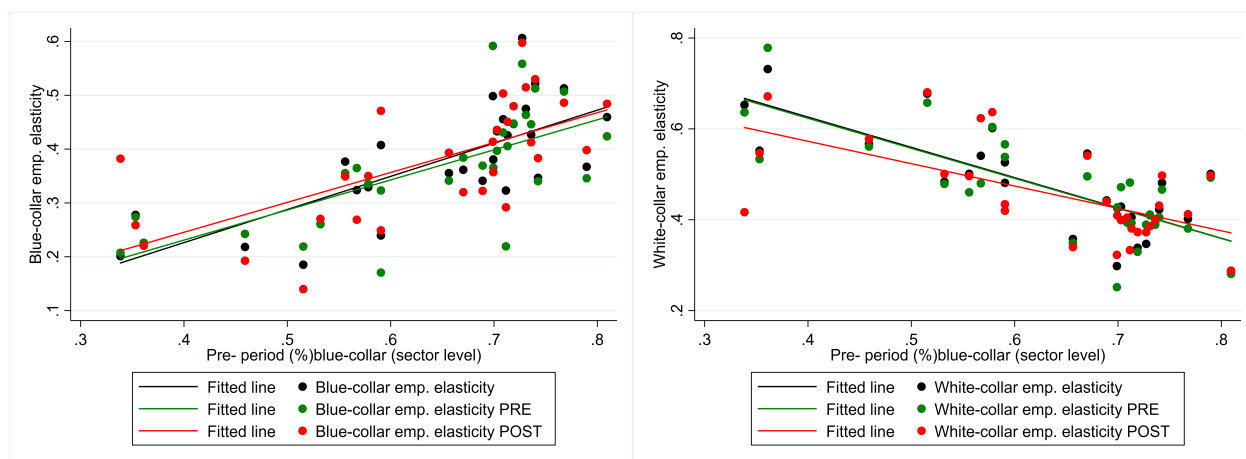 Blue-collar emp. elasticity
.6
.5
.4
.3
.2
.1
.3 .4 .5 .6 .7 .8
Pre- period (%)blue-collar (sector level)
Fitted line Blue-collar emp. elasticity
Fitted line Blue-collar emp. elasticity PRE
Fitted line Blue-collar emp. elasticity POST
White-collar emp. elasticity
.8
.6
.4
.2
.3 .4 .5 .6 .7 .8
Pre- period (%)blue-collar (sector level)
Fitted line White-collar emp. elasticity
Fitted line White-collar emp. elasticity PRE
Fitted line White-collar emp. elasticity POST